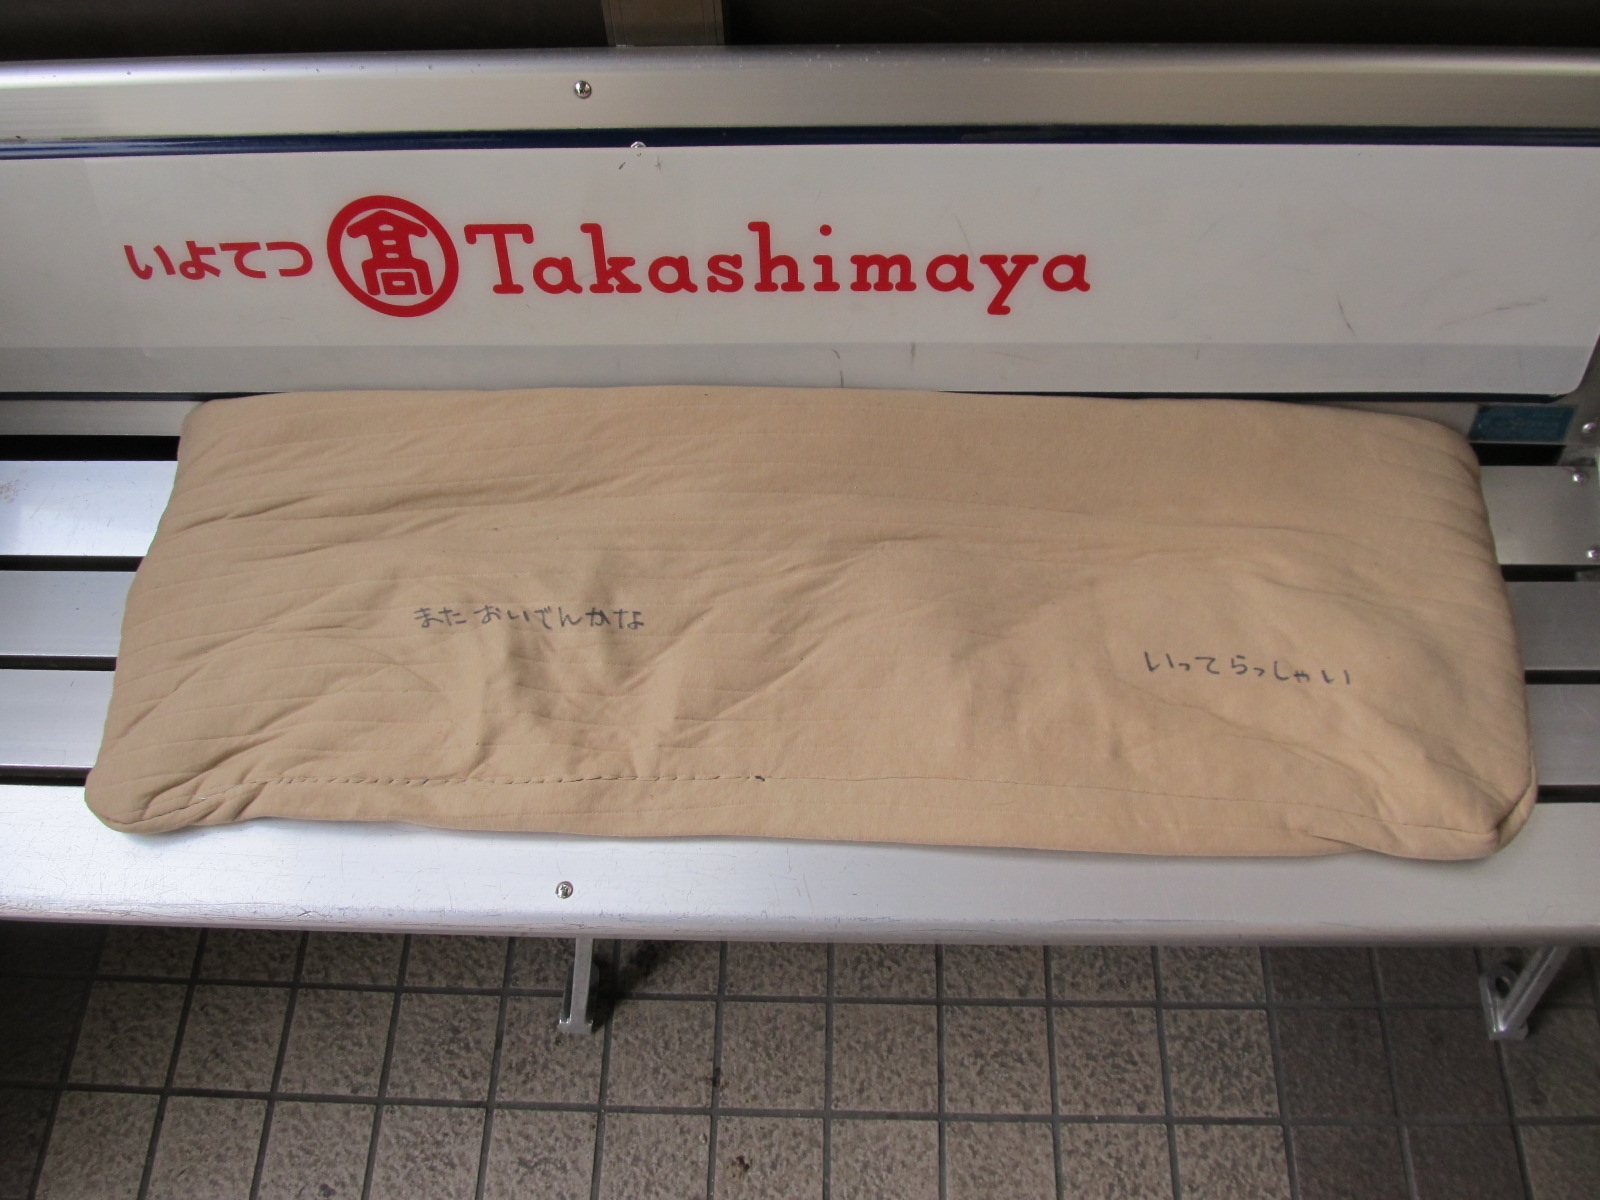 いよてつ 髙 Takashimaya
また おいでんかな
いってらっしゃい